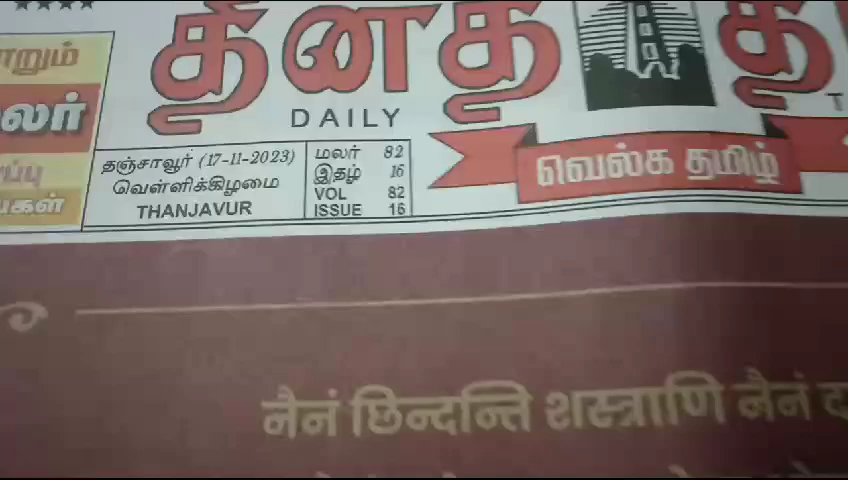 தினத
DAILY
தஞ்சாவூர் (17-11-2023)
வெள்ளிக்கிழமை
THANJAVUR
மலர் 82
இதழ் 16
VOL 82
ISSUE 16
வெல்க தமிழ்
नैनं छिन्दन्ति शस्त्राणि नैनं